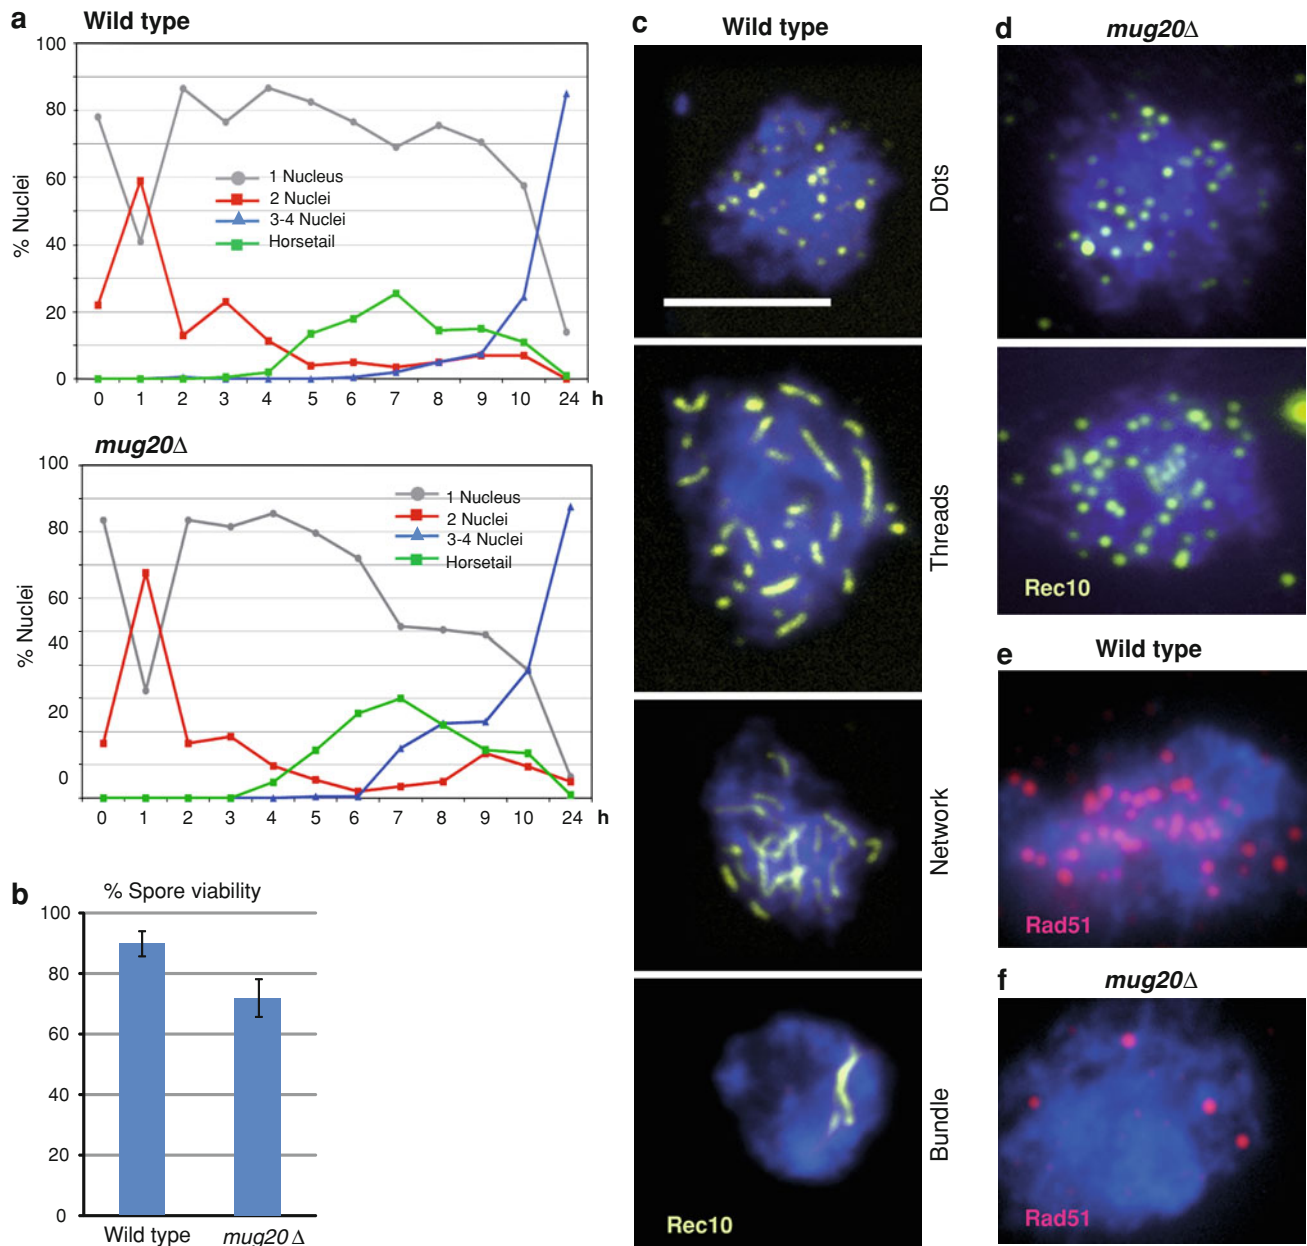 a
Wild type
100
80
60
40
20
0
% Nuclei
1 Nucleus
2 Nuclei
3-4 Nuclei
Horsetail
0 1 2 3 4 5 6 7 8 9 10 24 h
mug20Δ
100
80
60
40
20
0
% Nuclei
1 Nucleus
2 Nuclei
3-4 Nuclei
Horsetail
0 1 2 3 4 5 6 7 8 9 10 24 h
b
% Spore viability
100
80
60
40
20
0
Wild type
mug20Δ
c
Wild type
Dots
Threads
Network
Bundle
Rec10
d
mug20Δ
Rec10
e
Wild type
Rad51
f
mug20Δ
Rad51